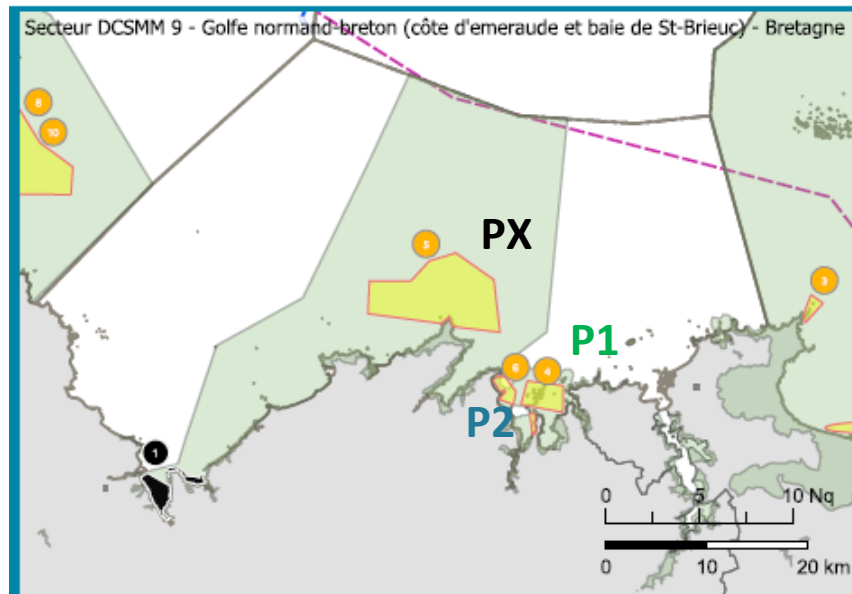 Secteur DCSMM 9 - Golfe normand-breton (côte d'emeraude et baie de St-Brieuc) - Bretagne
8
10
5
PX
3
P1
6
4
P2
1
0 5 10 Nq
0 10 20 km